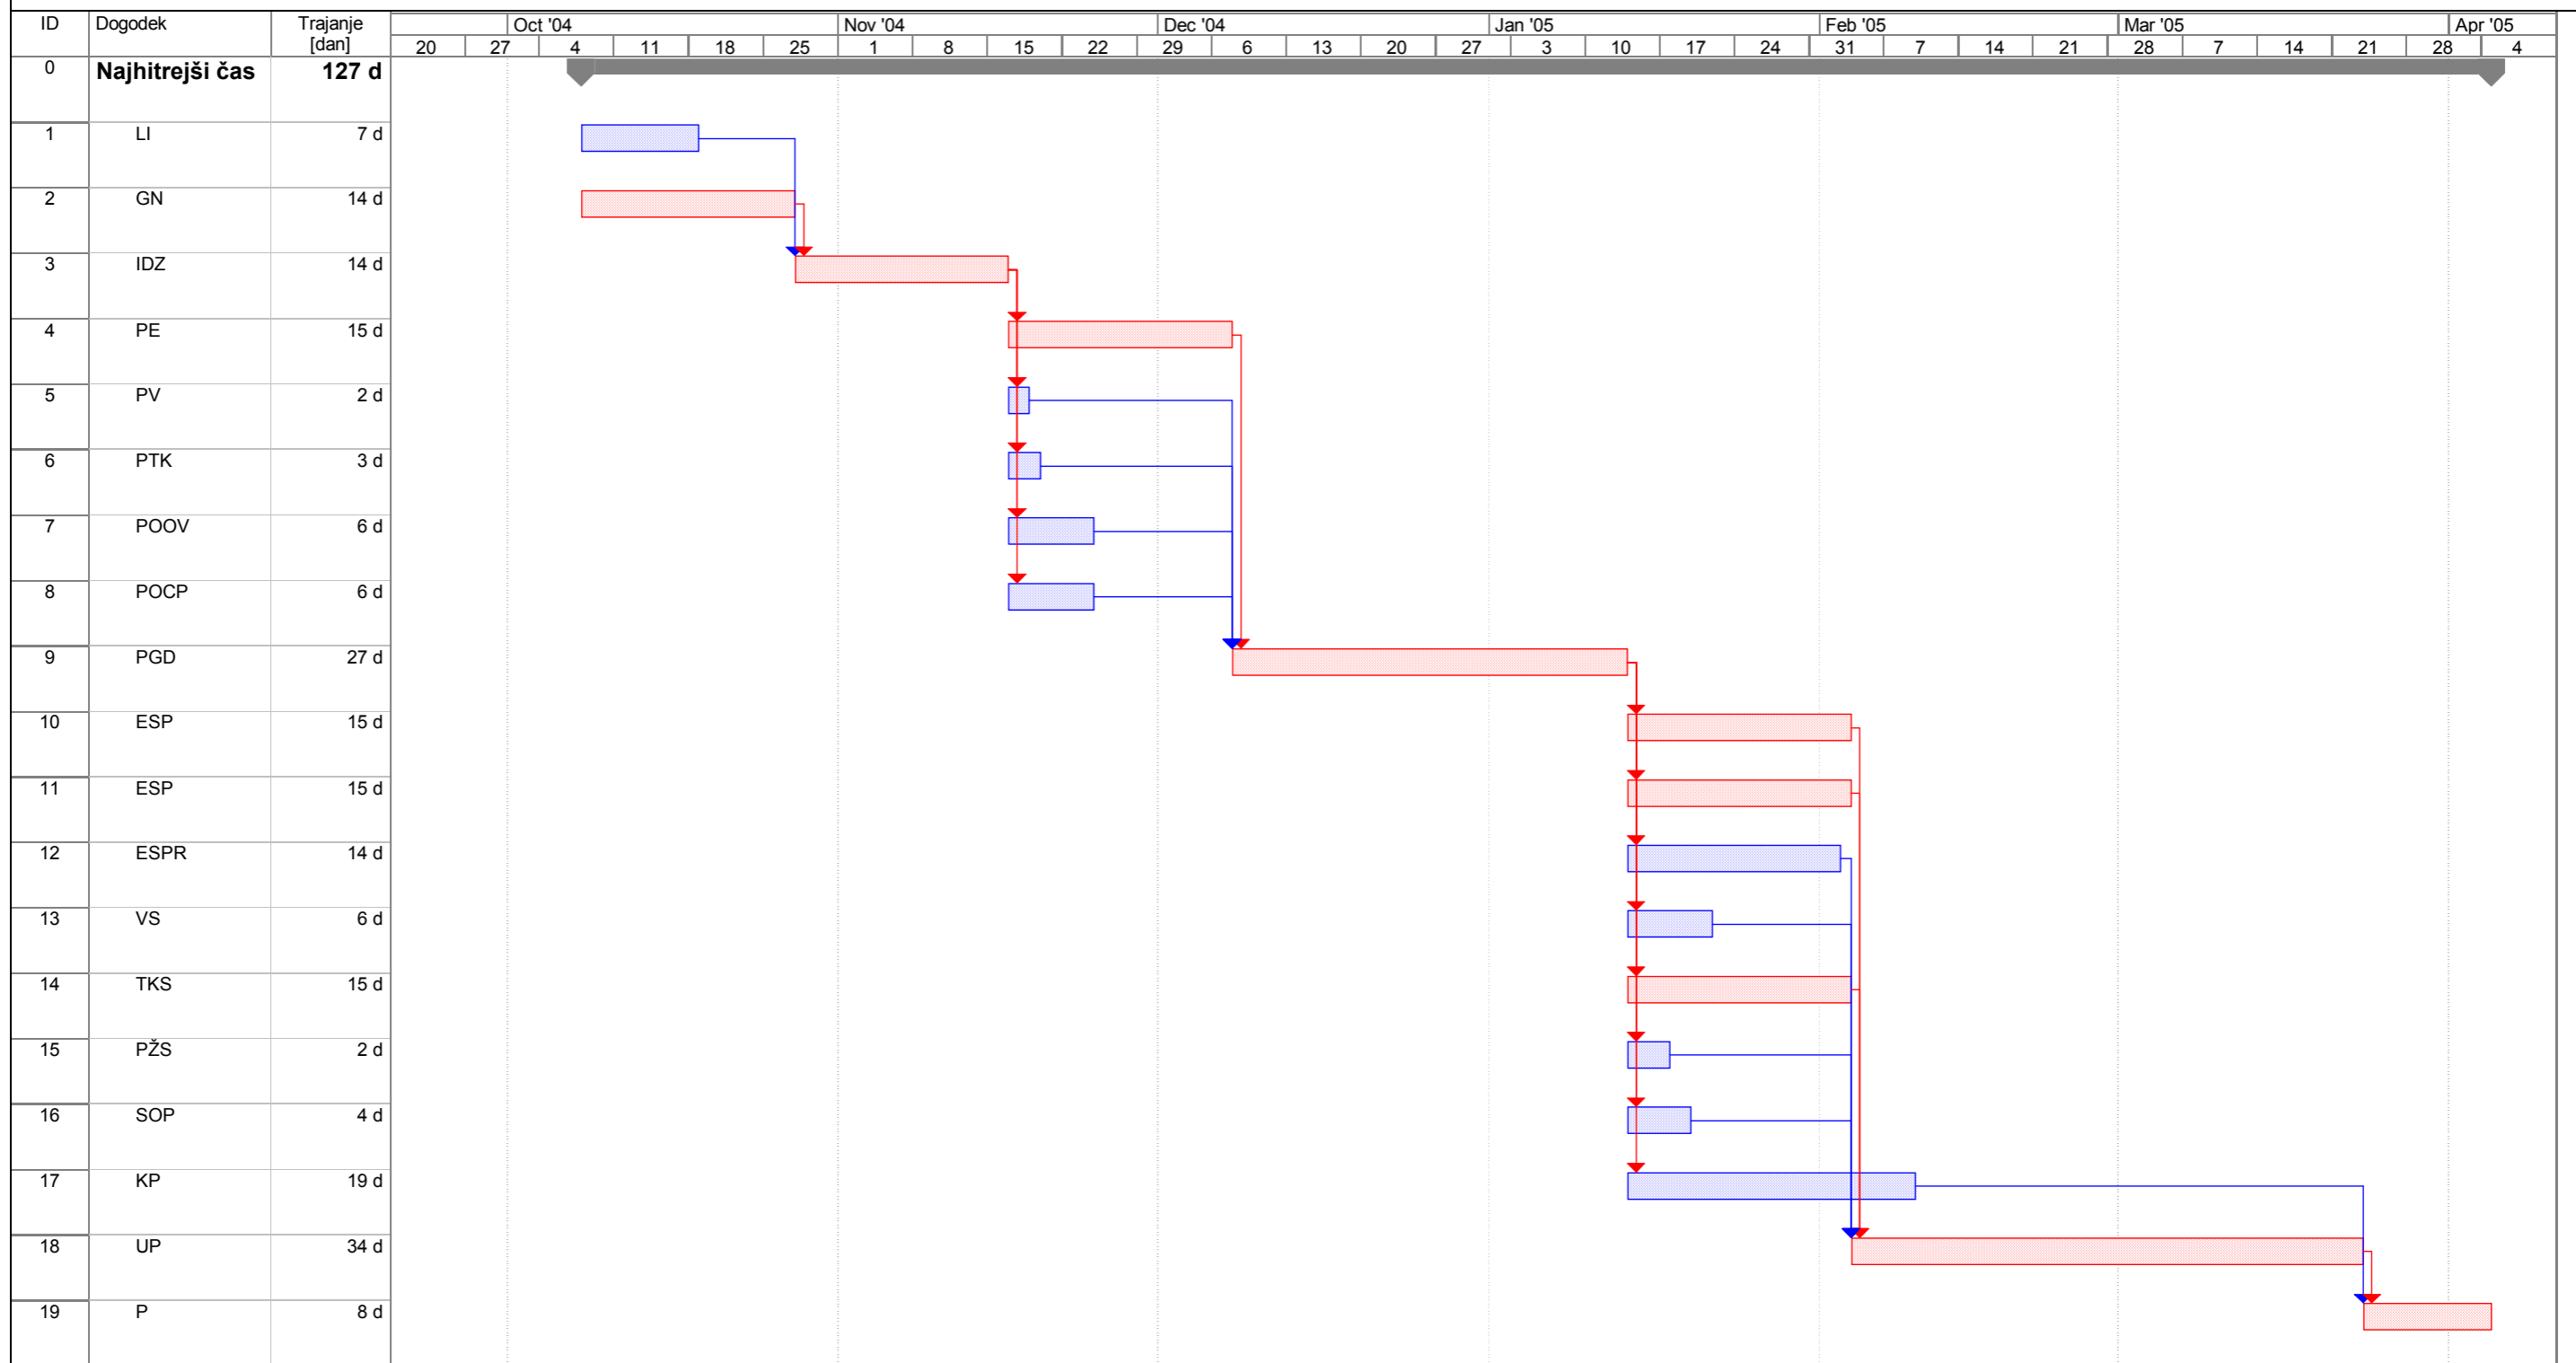 ID Dogodek Trajanje [dan] Oct '04 Nov '04 Dec '04 Jan '05 Feb '05 Mar '05 Apr '05
20 27 4 11 18 25 1 8 15 22 29 6 13 20 27 3 10 17 24 31 7 14 21 28 7 14 21 28 4
0 Najhitrejši čas 127 d
1 LI 7 d
2 GN 14 d
3 IDZ 14 d
4 PE 15 d
5 PV 2 d
6 PTK 3 d
7 POOV 6 d
8 POCP 6 d
9 PGD 27 d
10 ESP 15 d
11 ESP 15 d
12 ESPR 14 d
13 VS 6 d
14 TKS 15 d
15 PŽS 2 d
16 SOP 4 d
17 KP 19 d
18 UP 34 d
19 P 8 d